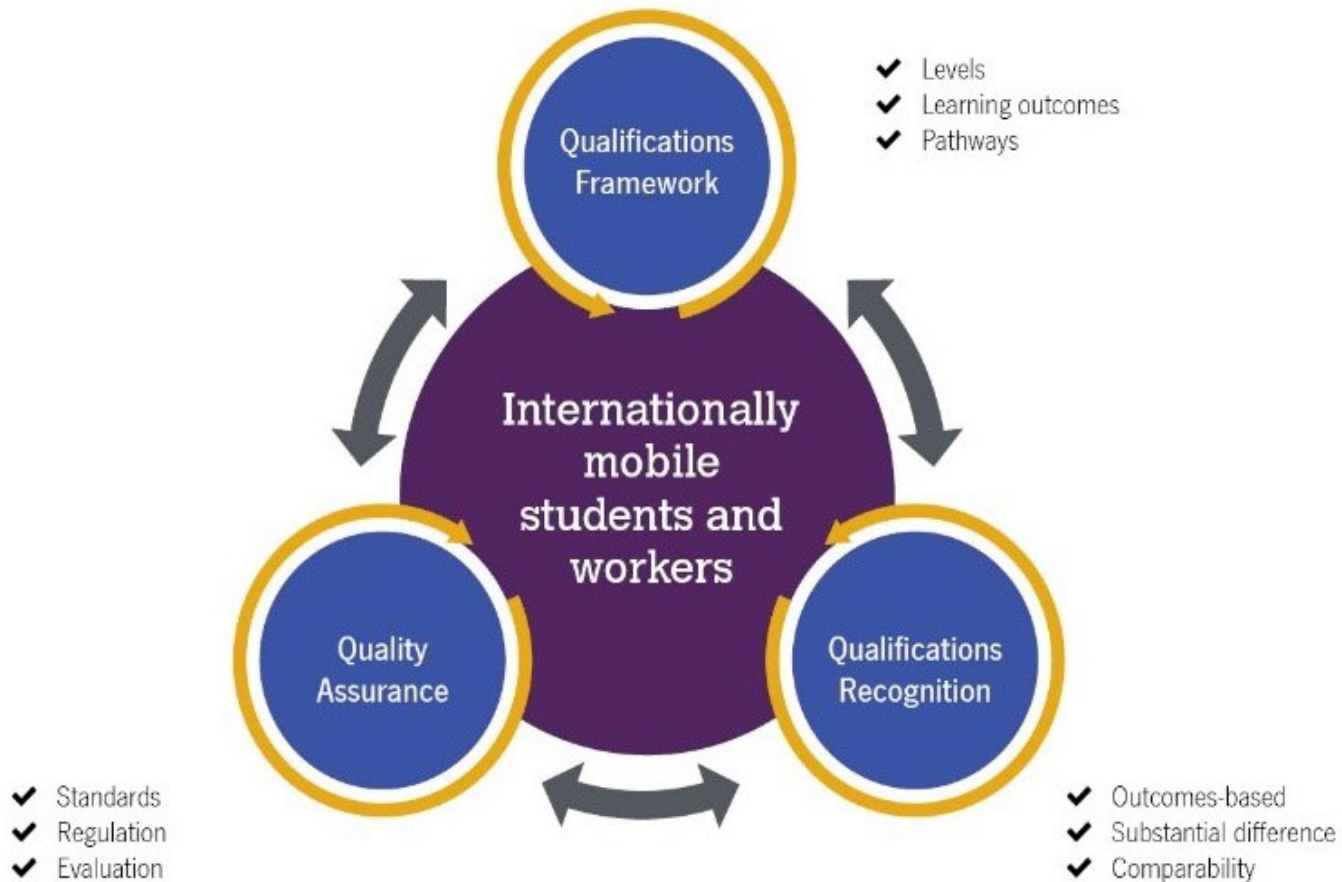 Qualifications
Framework
Levels
Learning outcomes
Pathways
Internationally
mobile
students and
workers
Quality
Assurance
Qualifications
Recognition
Standards
Regulation
Evaluation
Outcomes-based
Substantial difference
Comparability